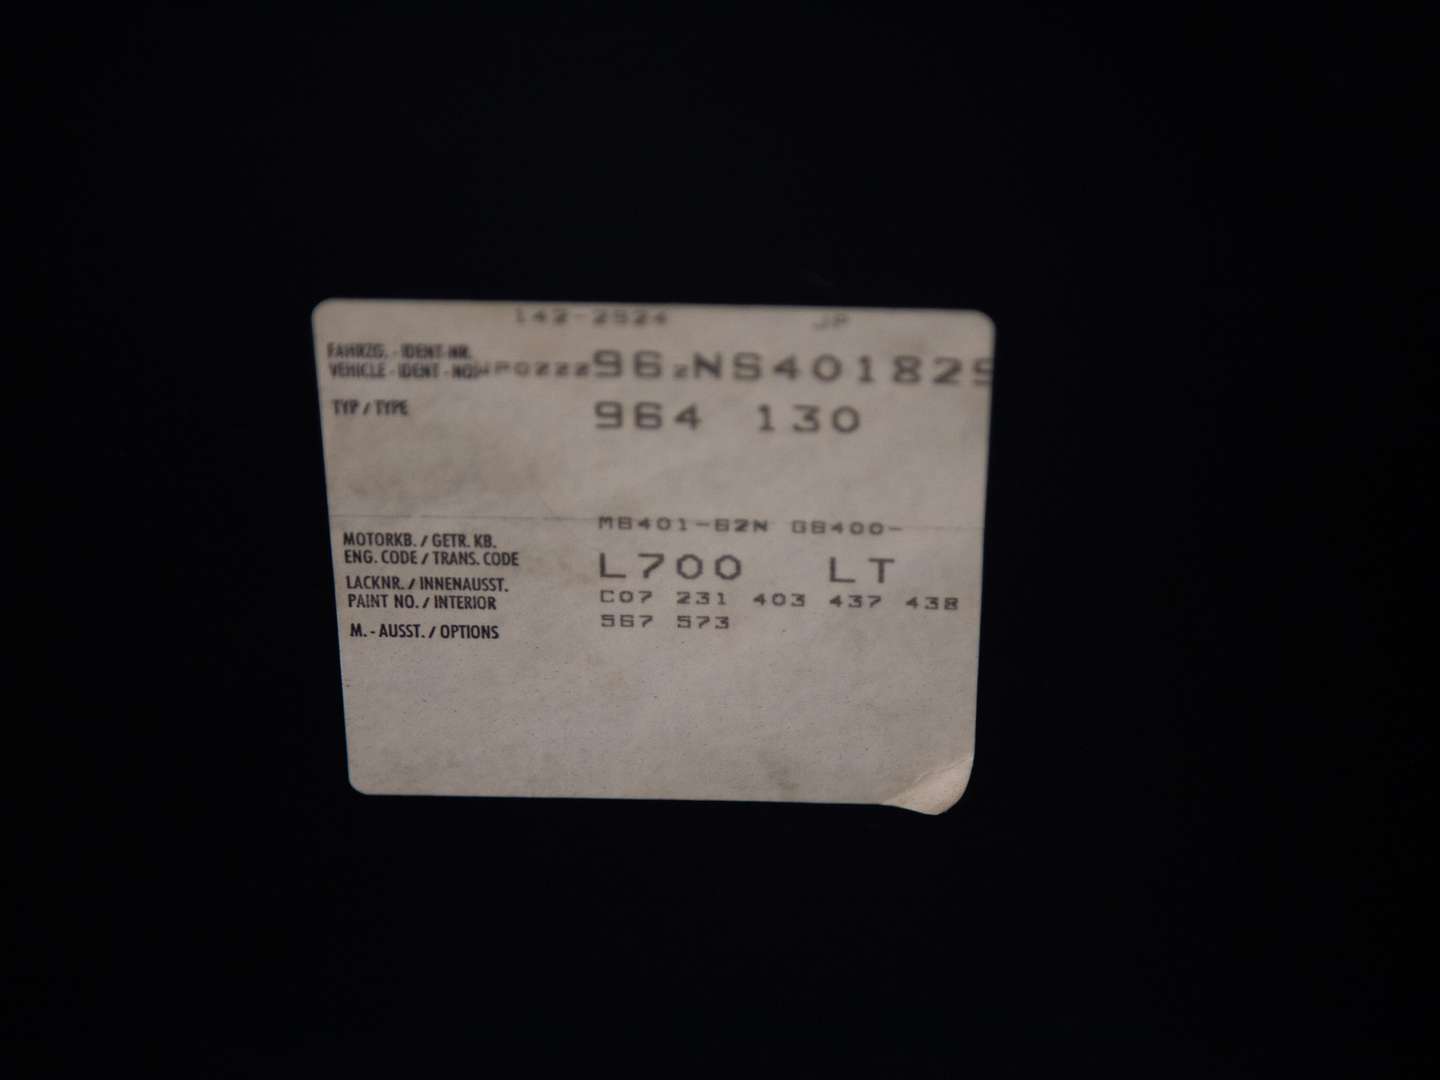 142-2524 JP
FAHRZG. - IDENT-NR.
VEHICLE - IDENT - NO. WP0ZZZ96ZNS401829
TYP / TYPE 964 130
M6401-62N G6400-
MOTORKB. / GETR. KB.
ENG. CODE / TRANS. CODE L700 LT
LACKNR. / INNENAUSST.
PAINT NO. / INTERIOR C07 231 403 437 438
M. - AUSST. / OPTIONS 567 573